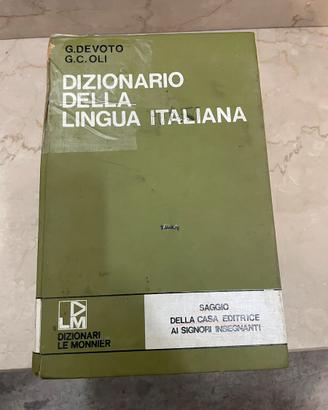 G. DEVOTO
G. C. OLI
DIZIONARIO
DELLA
LINGUA ITALIANA
LM
DIZIONARI
LE MONNIER
SAGGIO
DELLA CASA EDITRICE
AI SIGNORI INSEGNANTI